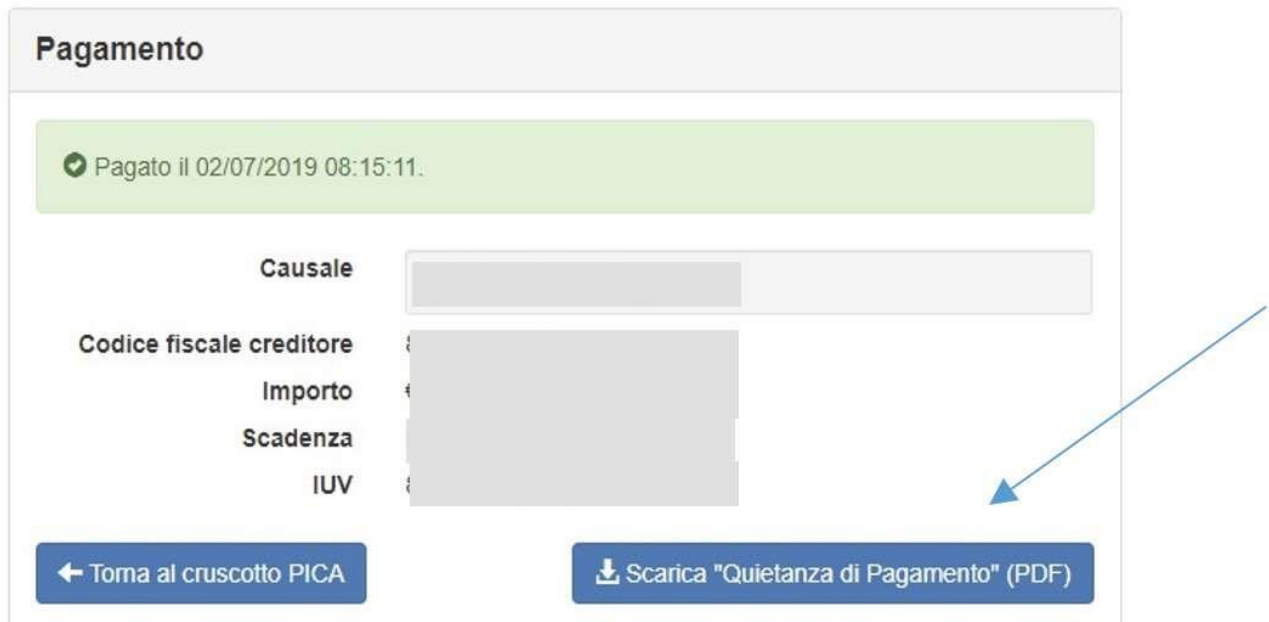 Pagamento
Pagato il 02/07/2019 08:15:11.
Causale
Codice fiscale creditore
Importo €
Scadenza
IUV
Torna al cruscotto PICA
Scarica "Quietanza di Pagamento" (PDF)